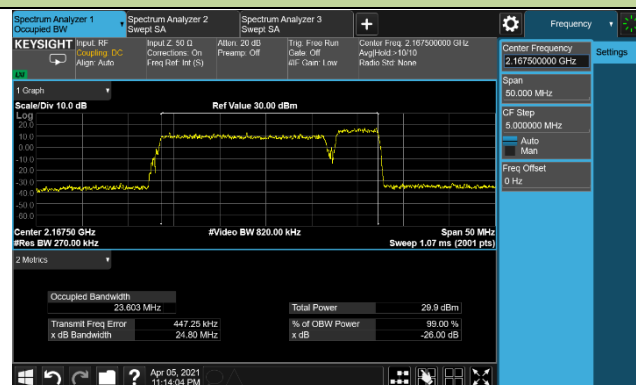 Spectrum Analyzer 1
Occupied BW
Spectrum Analyzer 2
Swept SA
Spectrum Analyzer 3
Swept SA
+
Frequency
KEYSIGHT
Input: RF
Coupling: DC
Align: Auto
Input Z: 50 Ω
Corrections: On
Freq Ref: Int (S)
Atten: 20 dB
Preamp: Off
Trig: Free Run
Gate: Off
#IF Gain: Low
Center Freq: 2.167500000 GHz
Avg|Hold:>10/10
Radio Std: None
Center Frequency
2.167500000 GHz
Settings
Span
50.000 MHz
CF Step
5.000000 MHz
Auto
Man
Freq Offset
0 Hz
1 Graph
Scale/Div 10.0 dB
Ref Value 30.00 dBm
Log
20.0
10.0
0.00
-10.0
-20.0
-30.0
-40.0
-50.0
-60.0
Center 2.16750 GHz
#Video BW 820.00 kHz
Span 50 MHz
#Res BW 270.00 kHz
Sweep 1.07 ms (2001 pts)
2 Metrics
Occupied Bandwidth
23.603 MHz
Total Power 29.9 dBm
Transmit Freq Error 447.25 kHz
% of OBW Power 99.00 %
x dB Bandwidth 24.80 MHz
x dB -26.00 dB
?
Apr 05, 2021
11:14:04 PM